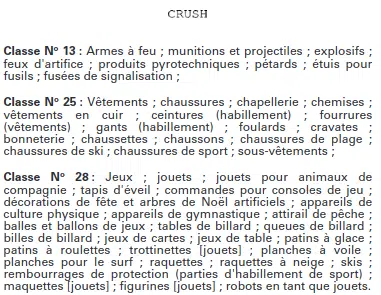 CRUSH
Classe Nº 13 : Armes à feu ; munitions et projectiles ; explosifs ;
feux d'artifice ; produits pyrotechniques ; pétards ; étuis pour
fusils ; fusées de signalisation ;
Classe Nº 25 : Vêtements ; chaussures ; chapellerie ; chemises ;
vêtements en cuir ; ceintures (habillement) ; fourrures
(vêtements) ; gants (habillement) ; foulards ; cravates ;
bonneterie ; chaussettes ; chaussons ; chaussures de plage ;
chaussures de ski ; chaussures de sport ; sous-vêtements ;
Classe Nº 28 : Jeux ; jouets ; jouets pour animaux de
compagnie ; tapis d'éveil ; commandes pour consoles de jeu ;
décorations de fête et arbres de Noël artificiels ; appareils de
culture physique ; appareils de gymnastique ; attirail de pêche ;
balles et ballons de jeux ; tables de billard ; queues de billard ;
billes de billard ; jeux de cartes ; jeux de table ; patins à glace ;
patins à roulettes ; trottinettes [jouets] ; planches à voile ;
planches pour le surf ; raquettes ; raquettes à neige ; skis ;
rembourrages de protection (parties d'habillement de sport) ;
maquettes [jouets] ; figurines [jouets] ; robots en tant que jouets.